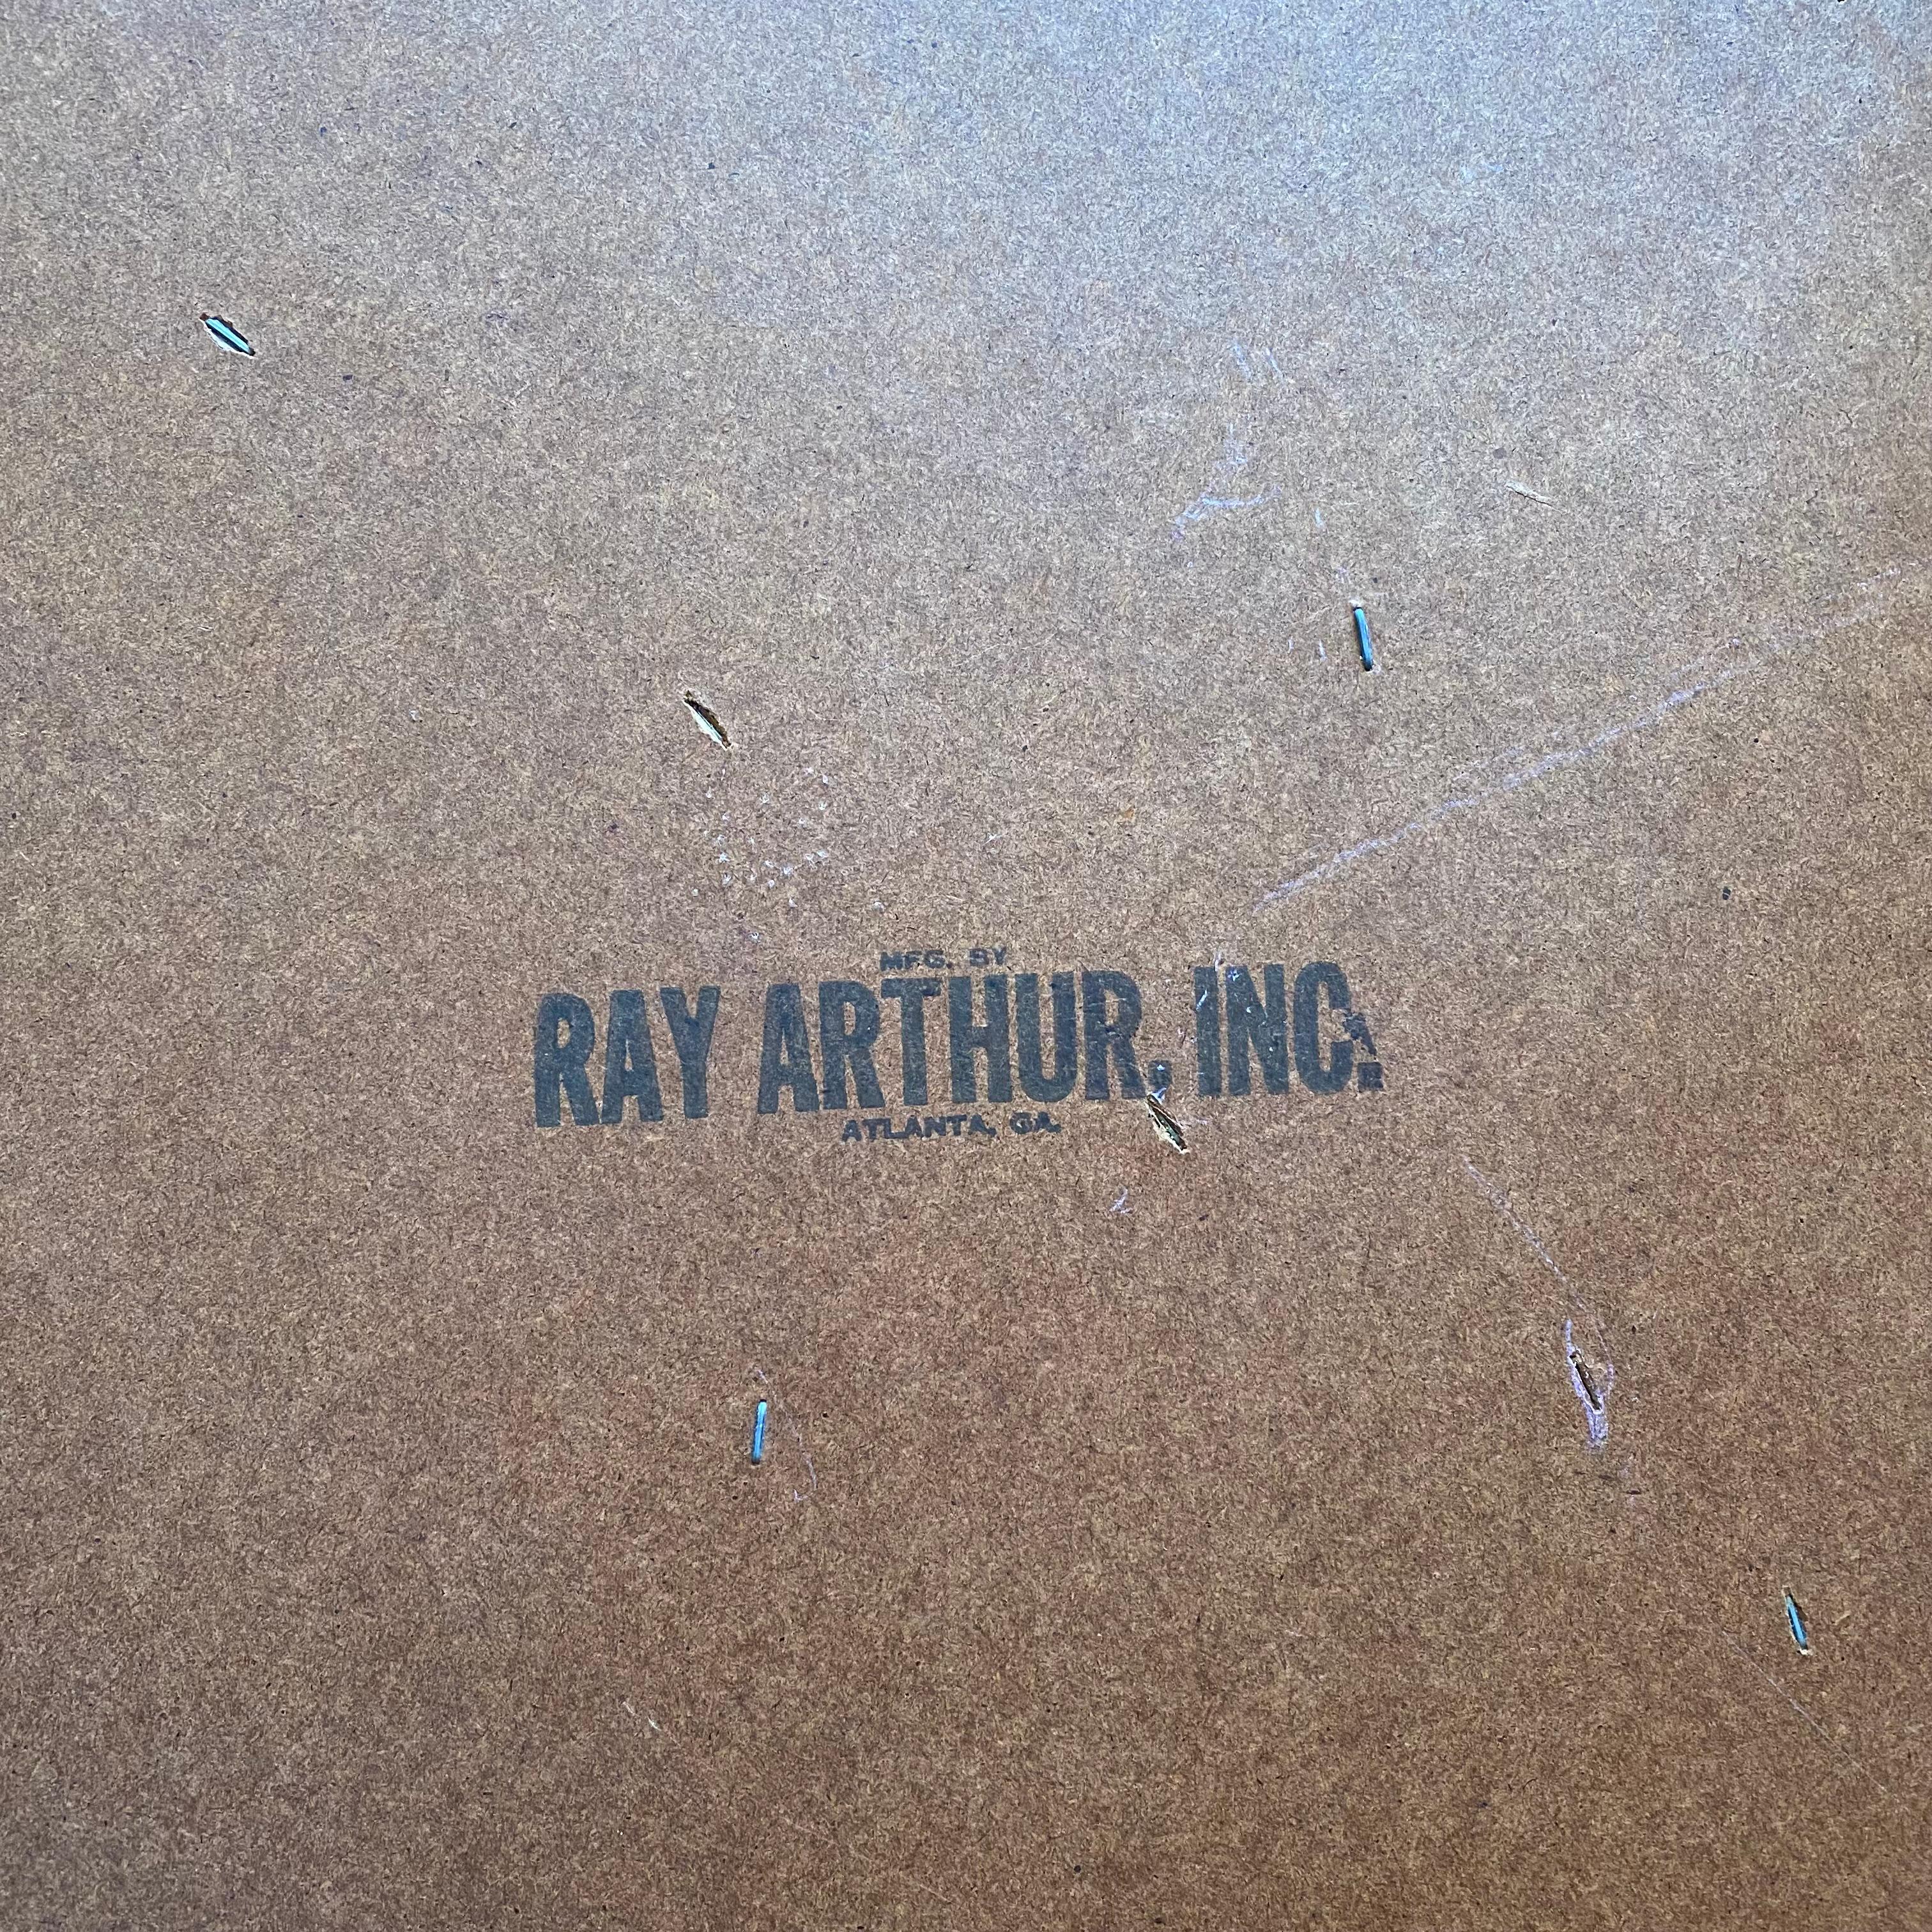 MFG. BY
RAY ARTHUR, INC.
ATLANTA, GA.